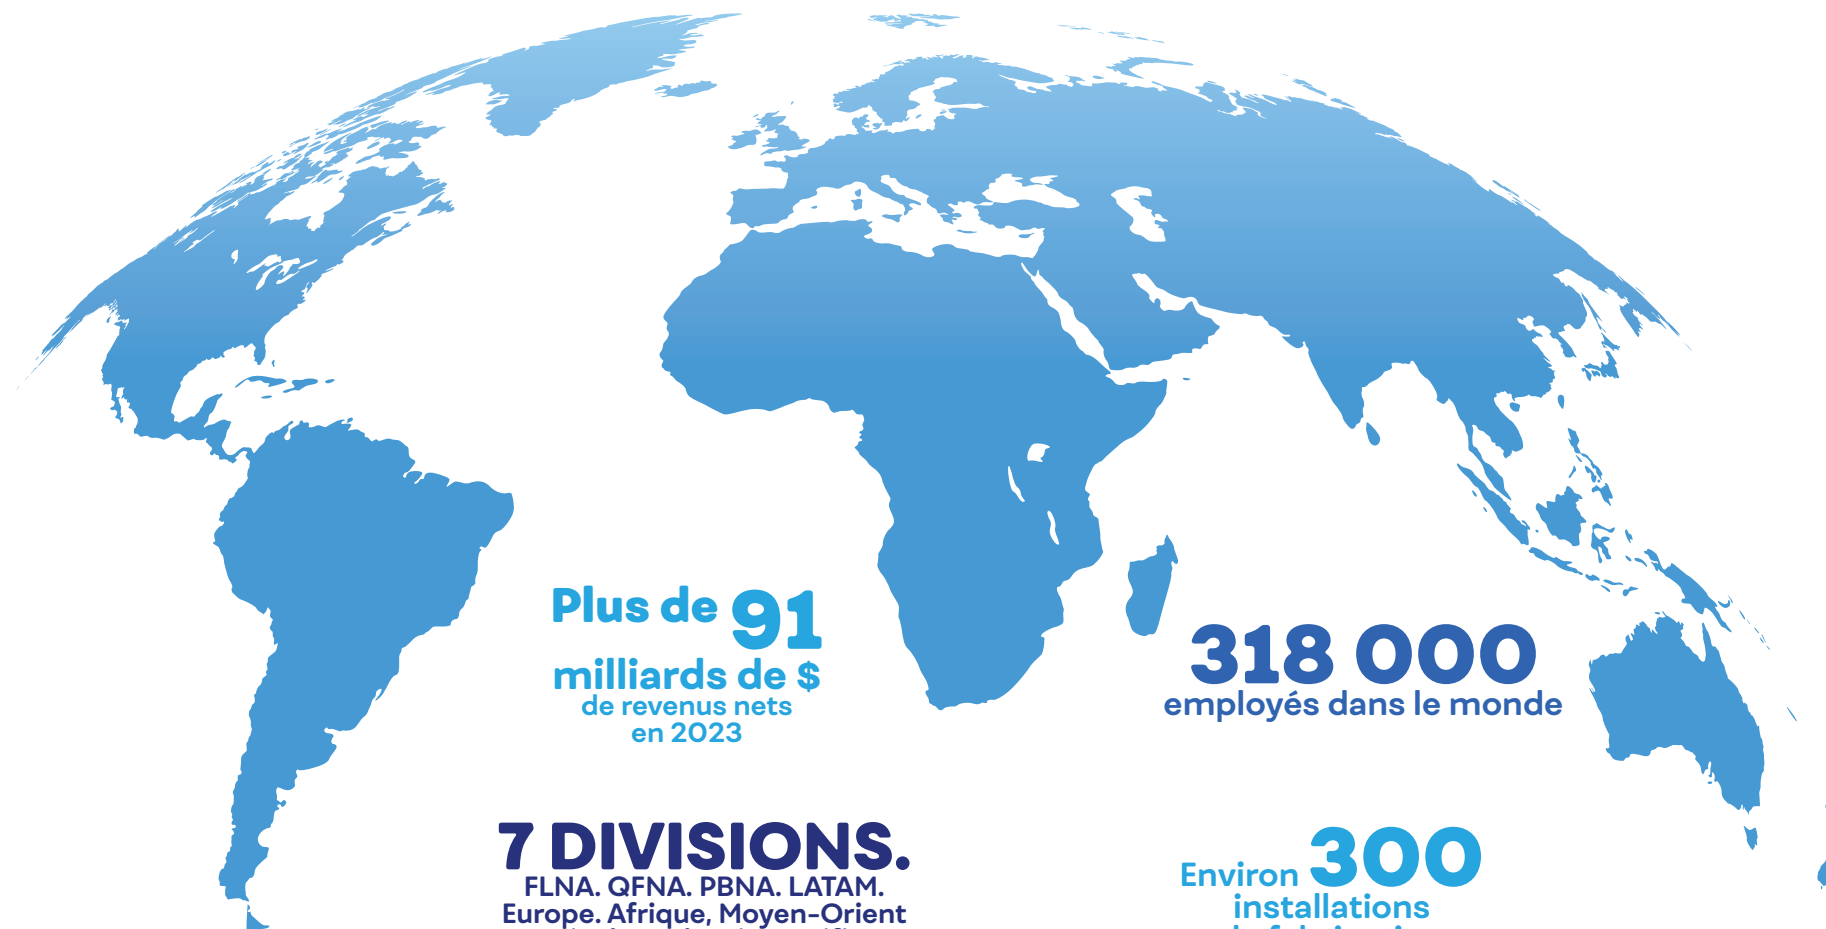 Plus de 91
milliards de $
de revenus nets
en 2023
318 000
employés dans le monde
7 DIVISIONS.
FLNA. QFNA. PBNA. LATAM.
Europe. Afrique, Moyen-Orient
Environ 300
installations